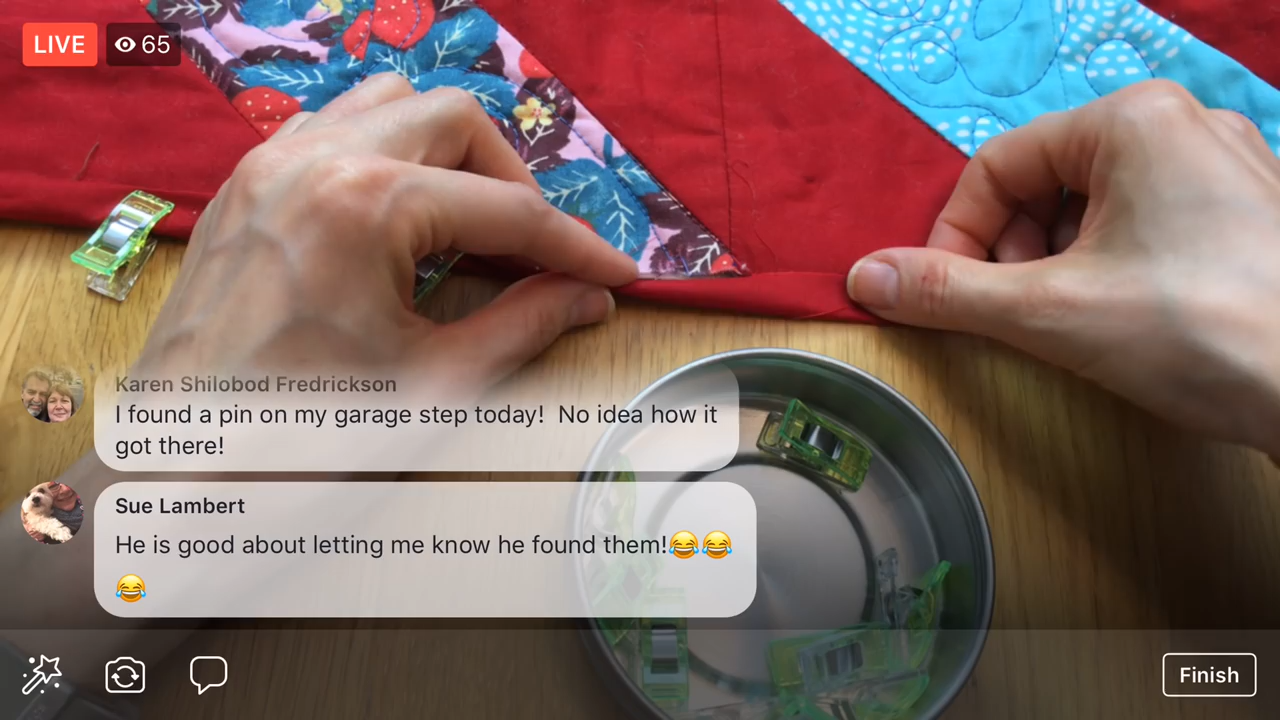 LIVE 65
Karen Shilobod Fredrickson
I found a pin on my garage step today!  No idea how it
got there!
Sue Lambert
He is good about letting me know he found them!😂😂
😂
Finish